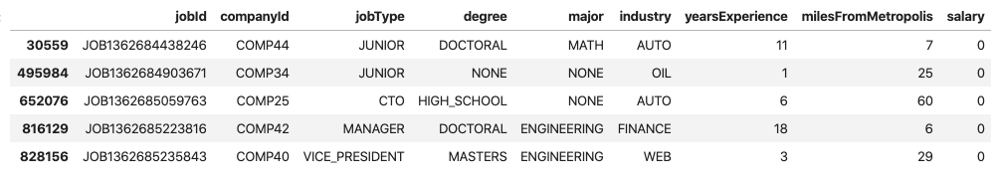 jobId companyId jobType degree major industry yearsExperience milesFromMetropolis salary
30559 JOB1362684438246 COMP44 JUNIOR DOCTORAL MATH AUTO 11 7 0
495984 JOB1362684903671 COMP34 JUNIOR NONE NONE OIL 1 25 0
652076 JOB1362685059763 COMP25 CTO HIGH_SCHOOL NONE AUTO 6 60 0
816129 JOB1362685223816 COMP42 MANAGER DOCTORAL ENGINEERING FINANCE 18 6 0
828156 JOB1362685235843 COMP40 VICE_PRESIDENT MASTERS ENGINEERING WEB 3 29 0